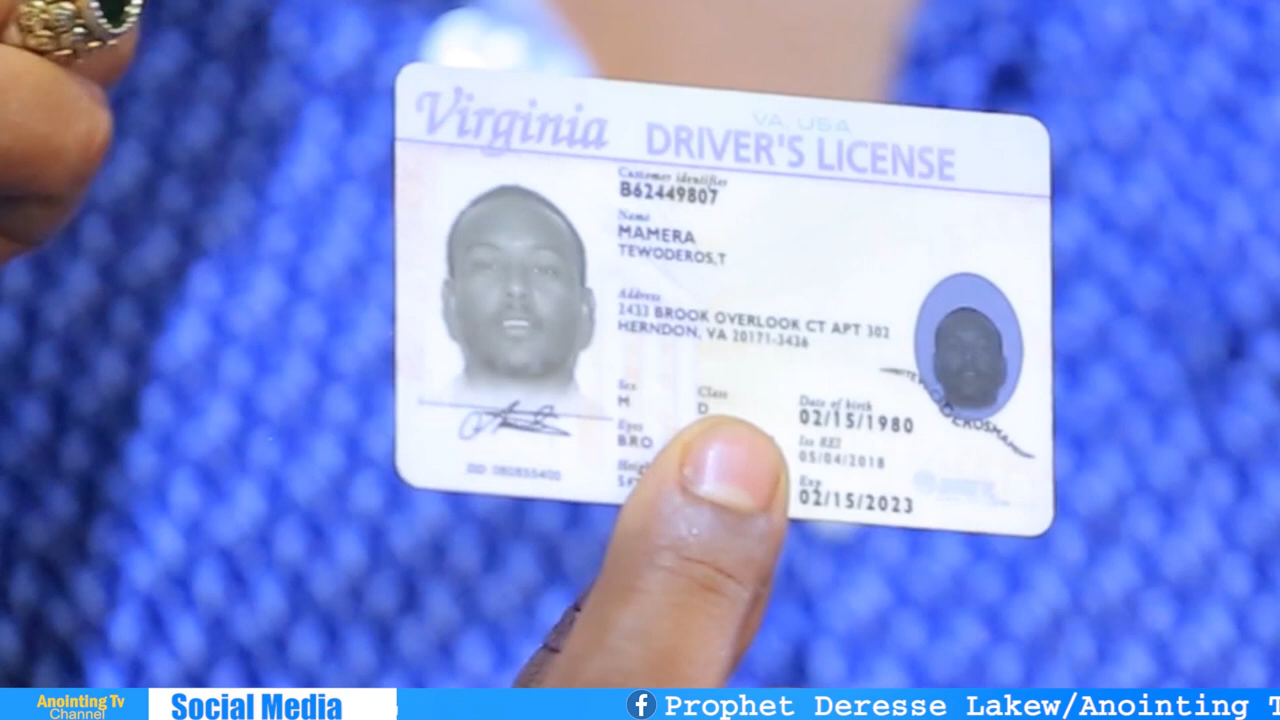 Virginia
VA, USA
DRIVER'S LICENSE
Customer identifier
B62449807
Name
MAMERA
TEWODEROS,T
Address
2433 BROOK OVERLOOK CT APT 302
HERNDON, VA 20171-3436
Sex
M
Class
D
Eyes
BRO
Date of birth
02/15/1980
Iss REI
05/04/2018
Exp
02/15/2023
Anointing Tv
Channel
Social Media
Prophet Deresse Lakew/Anointing T